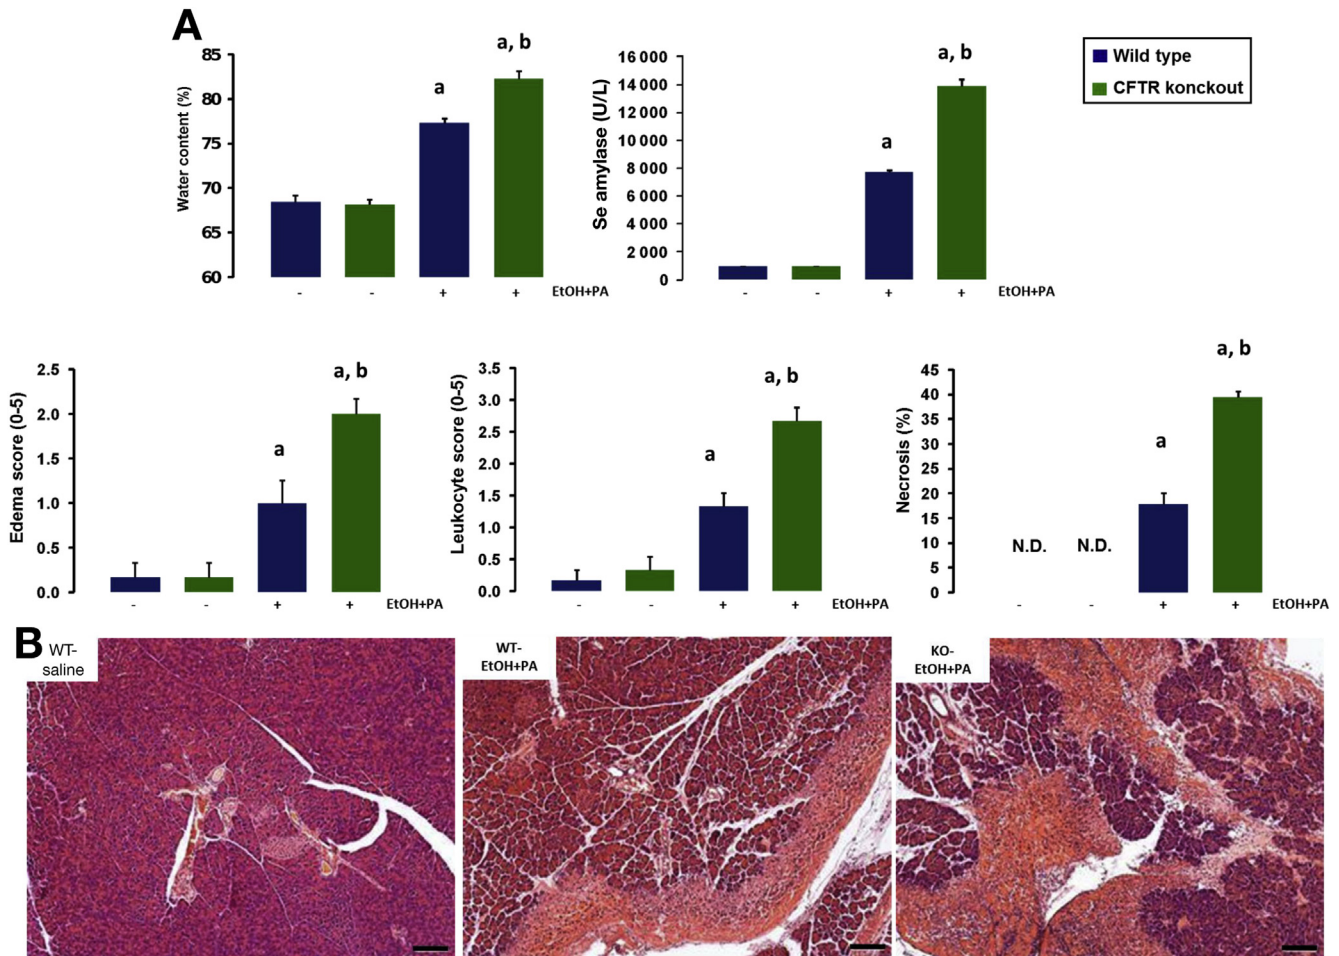 A
Water content (%)
85
80
75
70
65
60
a
a, b
- - + + EtOH+PA
Se amylase (U/L)
16 000
14 000
12 000
10 000
8 000
6 000
4 000
2 000
0
a
a, b
- - + + EtOH+PA
Wild type
CFTR konckout
Edema score (0-5)
2.5
2.0
1.5
1.0
0.5
0.0
a
a, b
- - + + EtOH+PA
Leukocyte score (0-5)
3.5
3.0
2.5
2.0
1.5
1.0
0.5
0.0
a
a, b
- - + + EtOH+PA
Necrosis (%)
45
40
35
30
25
20
15
10
5
0
N.D.
N.D.
a
a, b
- - + + EtOH+PA
B
WT-
saline
WT-
EtOH+PA
KO-
EtOH+PA